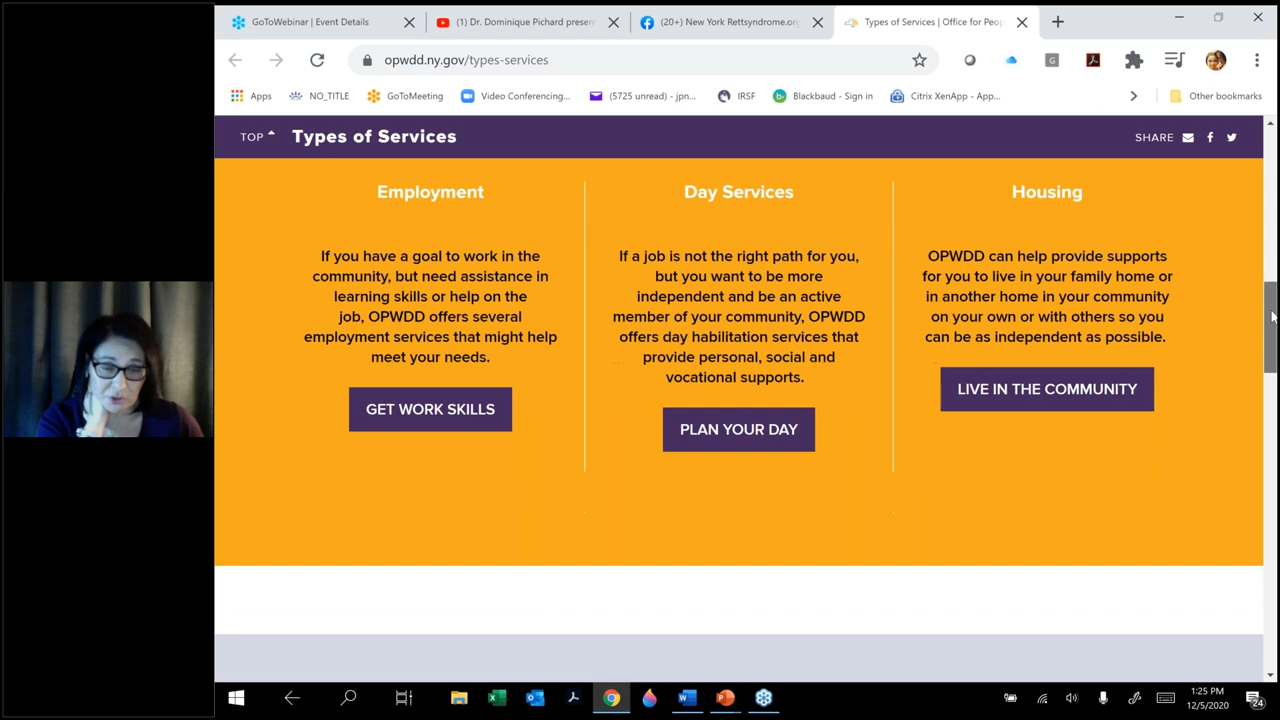 GoToWebinar | Event Details
(1) Dr. Dominique Pichard presen
(20+) New York Rettsyndrome.org
Types of Services | Office for Peop
opwdd.ny.gov/types-services
Apps
NO_TITLE
GoToMeeting
Video Conferencing...
(5725 unread) - jpn...
IRSF
Blackbaud - Sign in
Citrix XenApp - App...
Other bookmarks
TOP
Types of Services
SHARE
Employment
If you have a goal to work in the
community, but need assistance in
learning skills or help on the
job, OPWDD offers several
employment services that might help
meet your needs.
GET WORK SKILLS
Day Services
If a job is not the right path for you,
but you want to be more
independent and be an active
member of your community, OPWDD
offers day habilitation services that
provide personal, social and
vocational supports.
PLAN YOUR DAY
Housing
OPWDD can help provide supports
for you to live in your family home or
in another home in your community
on your own or with others so you
can be as independent as possible.
LIVE IN THE COMMUNITY
1:25 PM
12/5/2020
24